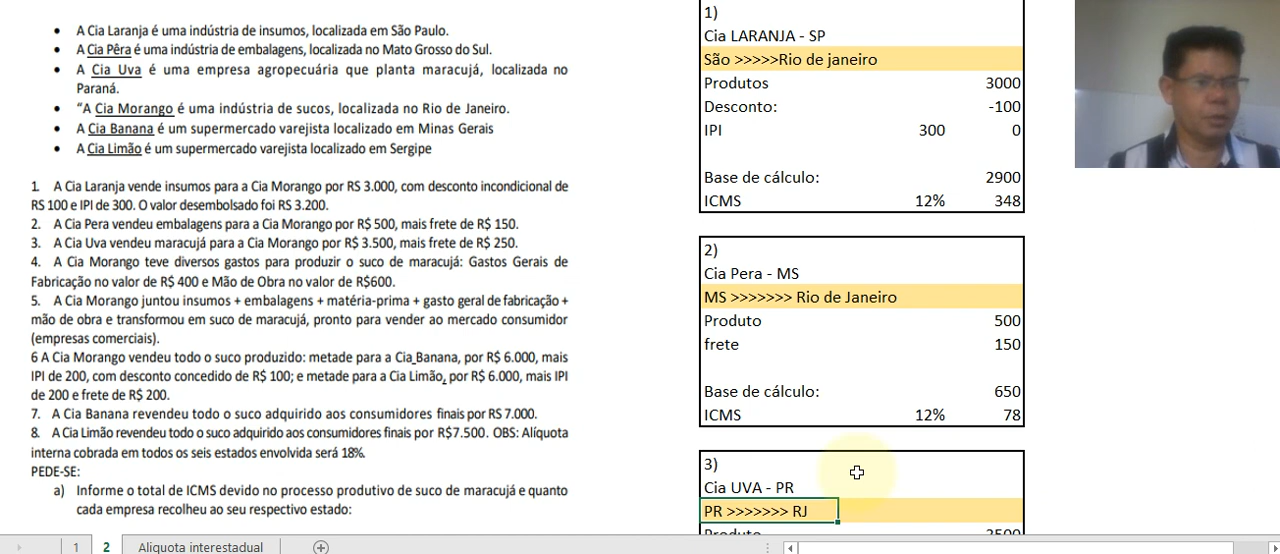 • A Cia Laranja é uma indústria de insumos, localizada em São Paulo.
• A Cia Pêra é uma indústria de embalagens, localizada no Mato Grosso do Sul.
• A Cia Uva é uma empresa agropecuária que planta maracujá, localizada no
Paraná.
• “A Cia Morango é uma indústria de sucos, localizada no Rio de Janeiro.
• A Cia Banana é um supermercado varejista localizado em Minas Gerais
• A Cia Limão é um supermercado varejista localizado em Sergipe
1. A Cia Laranja vende insumos para a Cia Morango por RS 3.000, com desconto incondicional de
RS 100 e IPI de 300. O valor desembolsado foi RS 3.200.
2. A Cia Pera vendeu embalagens para a Cia Morango por R$ 500, mais frete de R$ 150.
3. A Cia Uva vendeu maracujá para a Cia Morango por R$ 3.500, mais frete de R$ 250.
4. A Cia Morango teve diversos gastos para produzir o suco de maracujá: Gastos Gerais de
Fabricação no valor de R$ 400 e Mão de Obra no valor de R$600.
5. A Cia Morango juntou insumos + embalagens + matéria-prima + gasto geral de fabricação +
mão de obra e transformou em suco de maracujá, pronto para vender ao mercado consumidor
(empresas comerciais).
6 A Cia Morango vendeu todo o suco produzido: metade para a Cia Banana, por R$ 6.000, mais
IPI de 200, com desconto concedido de R$ 100; e metade para a Cia Limão, por R$ 6.000, mais IPI
de 200 e frete de R$ 200.
7. A Cia Banana revendeu todo o suco adquirido aos consumidores finais por RS 7.000.
8. A Cia Limão revendeu todo o suco adquirido aos consumidores finais por R$7.500. OBS: Alíquota
interna cobrada em todos os seis estados envolvida será 18%.
PEDE-SE:
a) Informe o total de ICMS devido no processo produtivo de suco de maracujá e quanto
cada empresa recolheu ao seu respectivo estado:
1)
Cia LARANJA - SP
São >>>>>Rio de janeiro
Produtos 3000
Desconto: -100
IPI 300 0
Base de cálculo: 2900
ICMS 12% 348
2)
Cia Pera - MS
MS >>>>>>> Rio de Janeiro
Produto 500
frete 150
Base de cálculo: 650
ICMS 12% 78
3)
Cia UVA - PR
PR >>>>>>> RJ
Produto 3500
1 2 Aliquota interestadual